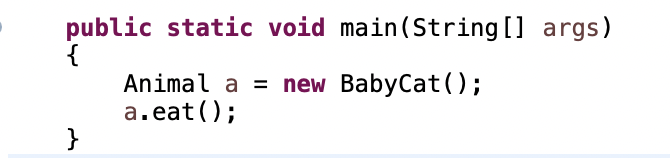 public static void main(String[] args)
{
Animal a = new BabyCat();
a.eat();
}